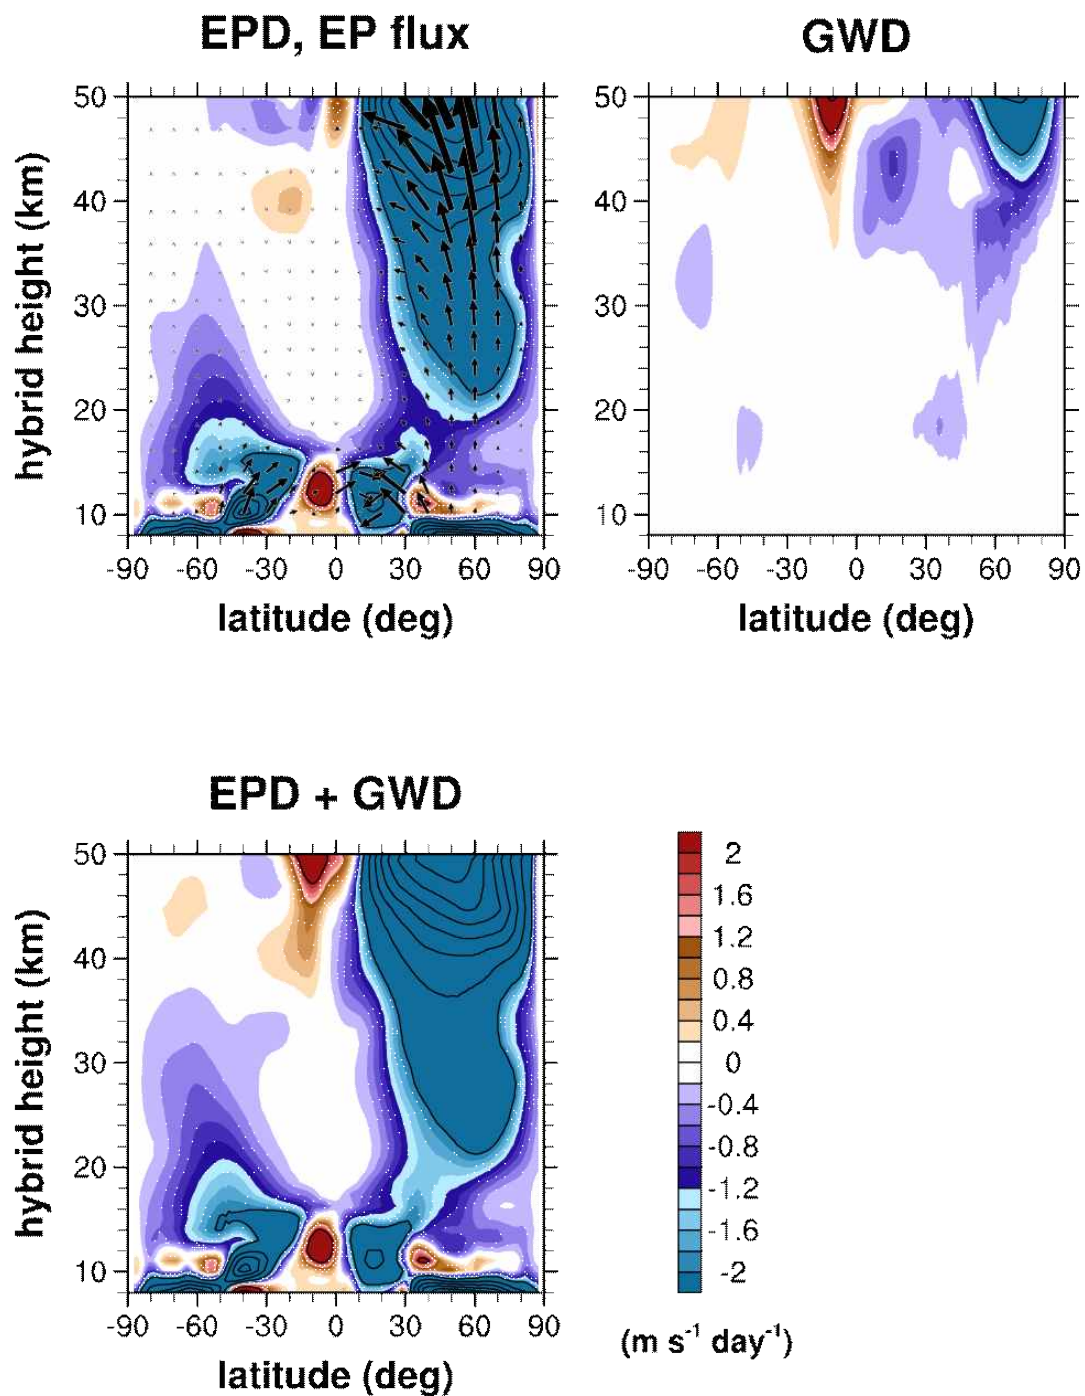 EPD, EP flux
GWD
50
40
30
20
10
hybrid height (km)
-90 -60 -30 0 30 60 90
latitude (deg)
50
40
30
20
10
-90 -60 -30 0 30 60 90
latitude (deg)
EPD + GWD
50
40
30
20
10
hybrid height (km)
-90 -60 -30 0 30 60 90
latitude (deg)
2
1.6
1.2
0.8
0.4
0
-0.4
-0.8
-1.2
-1.6
-2
(m s⁻¹ day⁻¹)